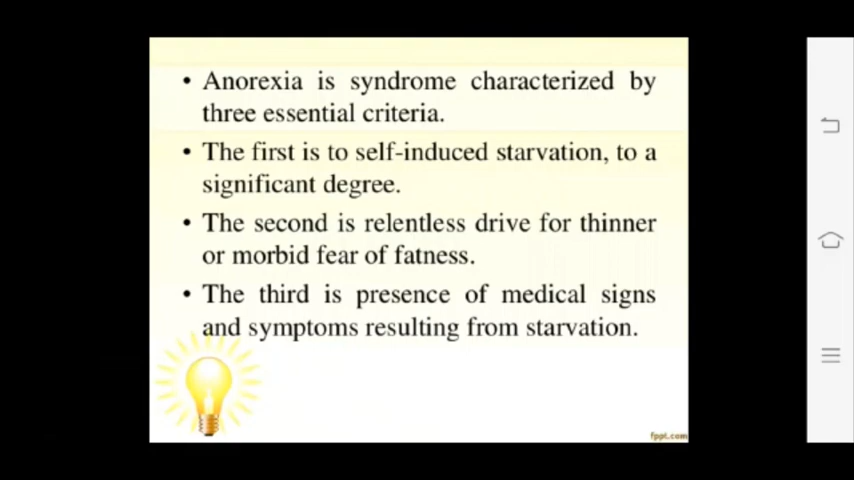 • Anorexia is syndrome characterized by
three essential criteria.
• The first is to self-induced starvation, to a
significant degree.
• The second is relentless drive for thinner
or morbid fear of fatness.
• The third is presence of medical signs
and symptoms resulting from starvation.
fppt.com